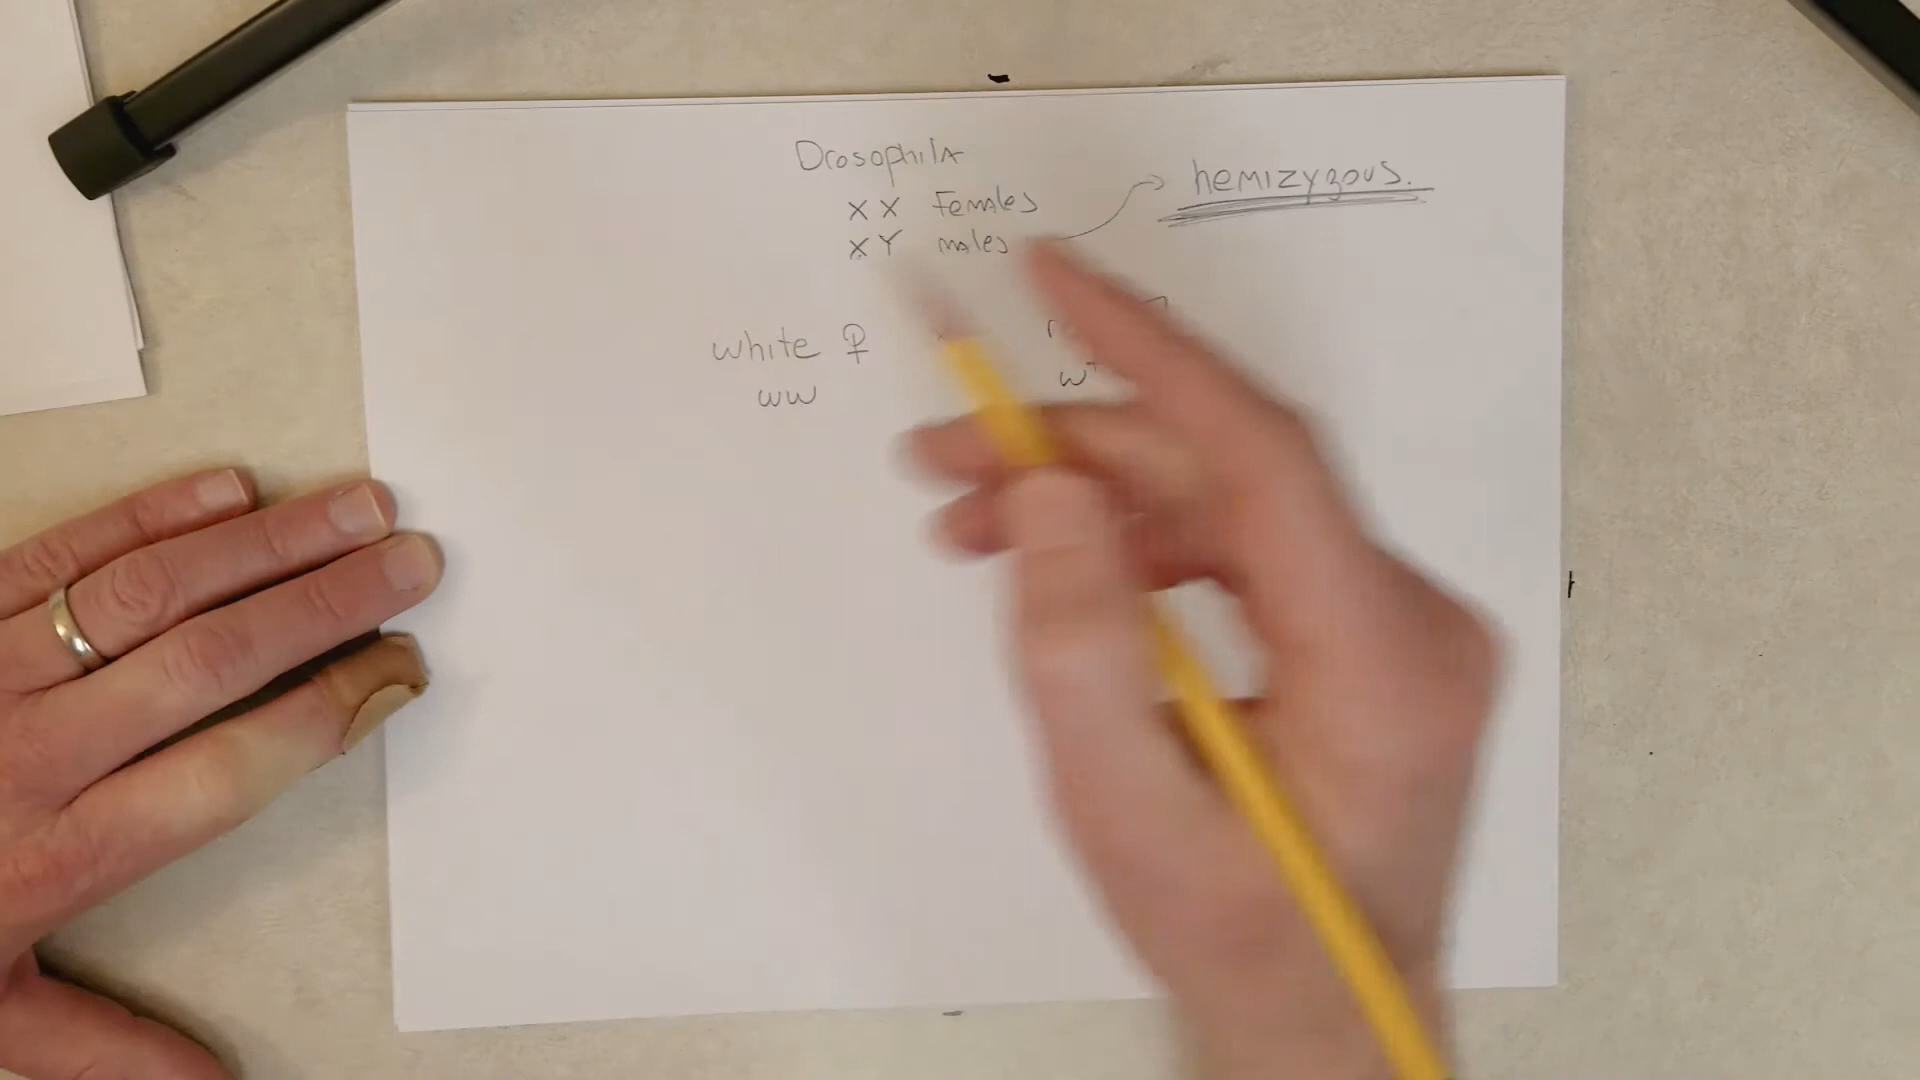 Drosophila
hemizygous.
XX Females
XY males
white ♀
ww w+